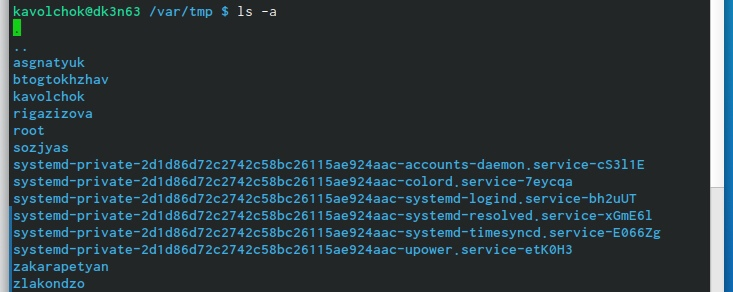 kavolchok@dk3n63 /var/tmp $ ls -a
.
..
asgnatyuk
btogtokhzhav
kavolchok
rigazizova
root
sozjyas
systemd-private-2d1d86d72c2742c58bc26115ae924aac-accounts-daemon.service-cS3l1E
systemd-private-2d1d86d72c2742c58bc26115ae924aac-colord.service-7eycqa
systemd-private-2d1d86d72c2742c58bc26115ae924aac-systemd-logind.service-bh2uUT
systemd-private-2d1d86d72c2742c58bc26115ae924aac-systemd-resolved.service-xGmE6l
systemd-private-2d1d86d72c2742c58bc26115ae924aac-systemd-timesyncd.service-E066Zg
systemd-private-2d1d86d72c2742c58bc26115ae924aac-upower.service-etK0H3
zakarapetyan
zlakondzo